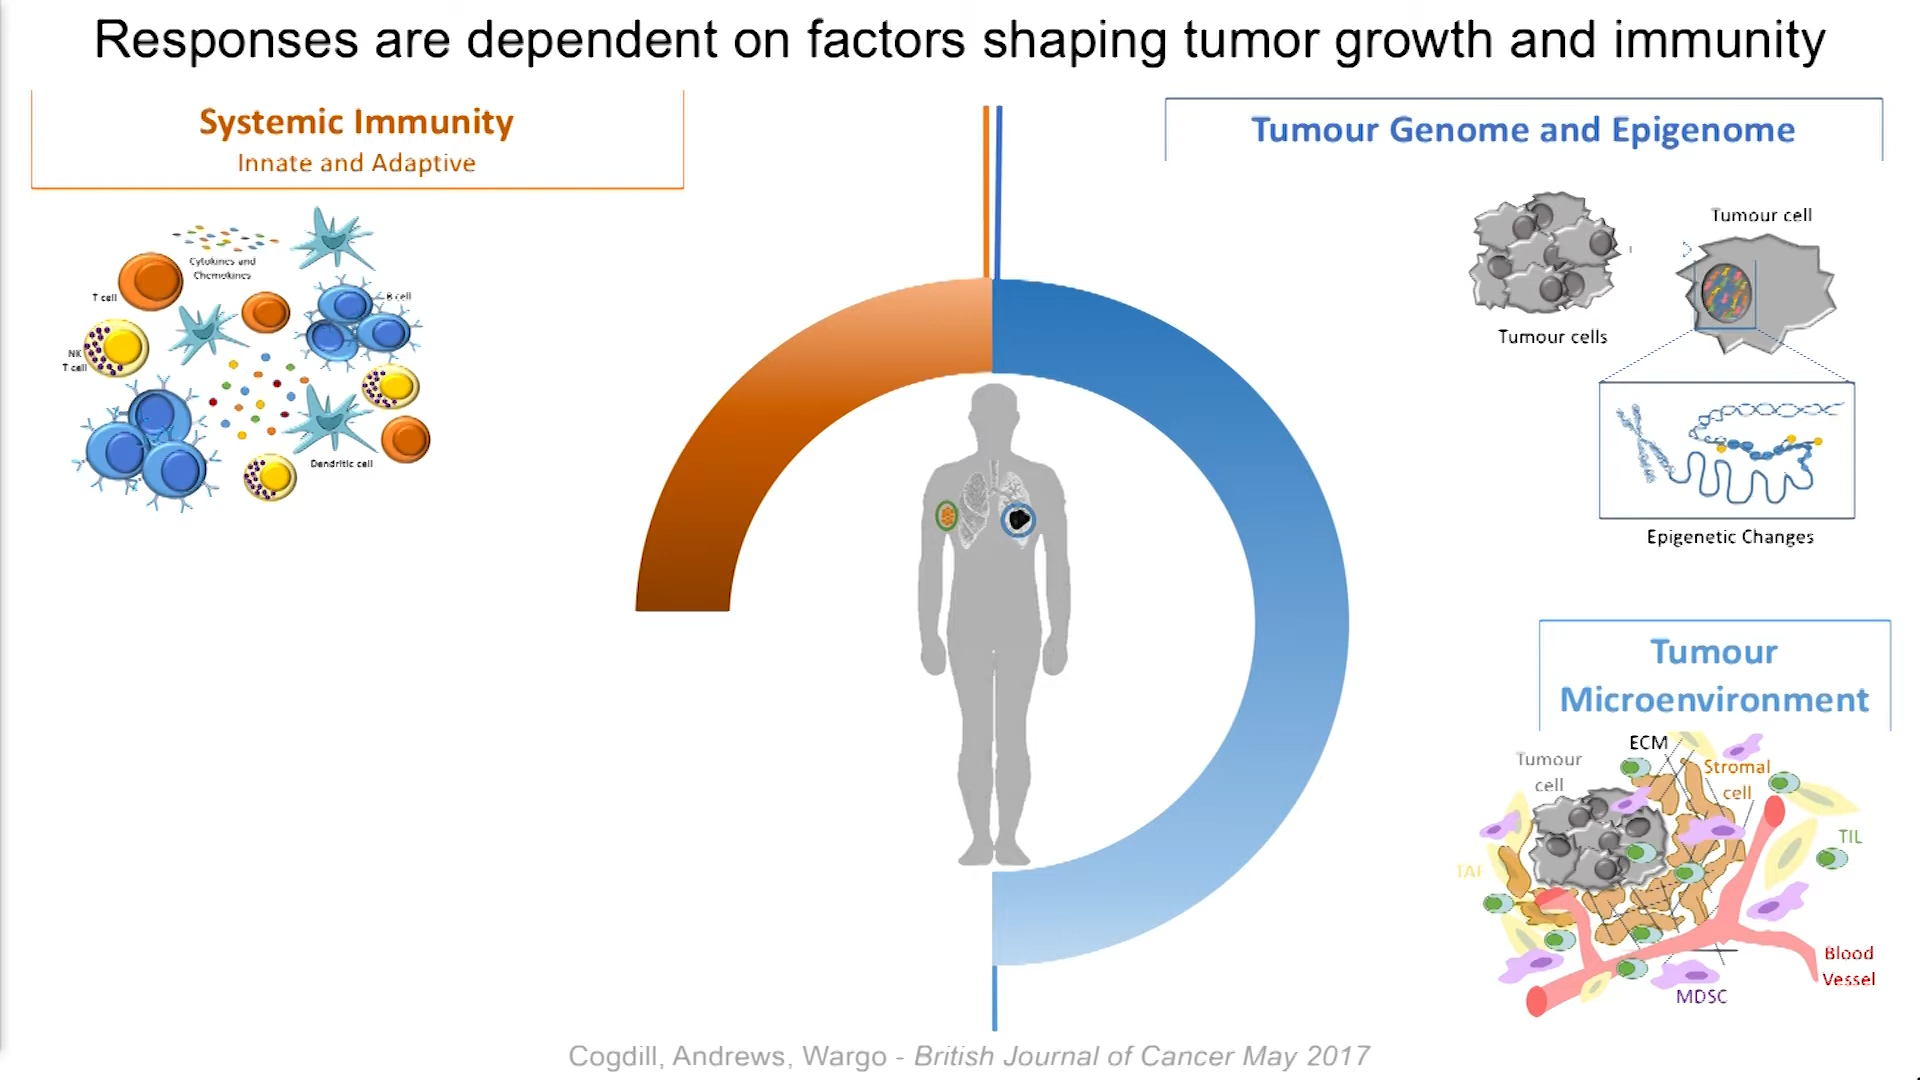 Responses are dependent on factors shaping tumor growth and immunity
Systemic Immunity
Innate and Adaptive
Cytokines and
Chemokines
T cell
B cell
NK
T cell
Dendritic cell
Tumour Genome and Epigenome
Tumour cell
Tumour cells
Epigenetic Changes
Tumour
Microenvironment
ECM
Tumour
cell
Stromal
cell
TIL
TAF
Blood
Vessel
MDSC
Cogdill, Andrews, Wargo - British Journal of Cancer May 2017